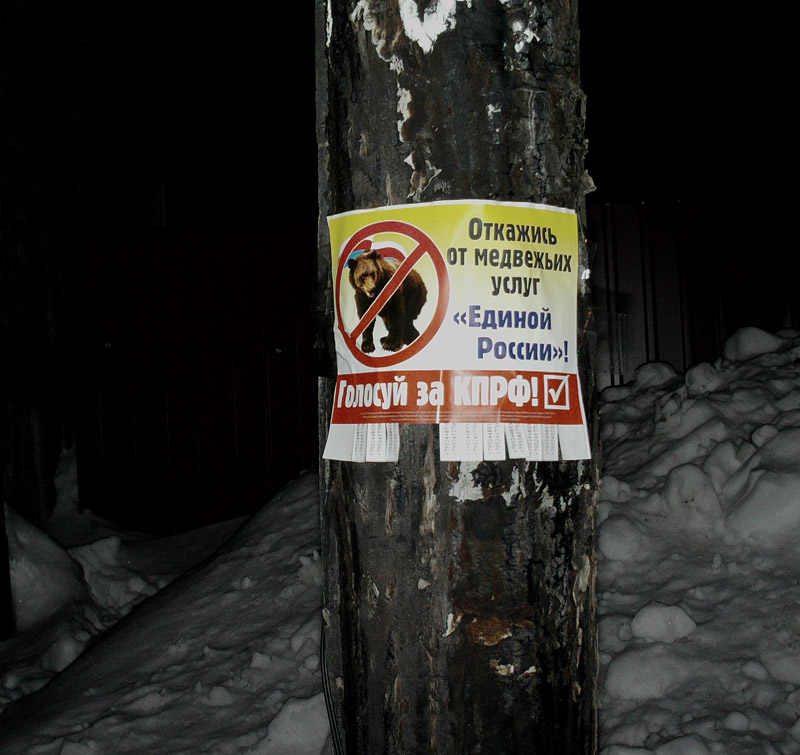 Откажись
от медвежьих
услуг
«Единой
России»!
Голосуй за КПРФ!